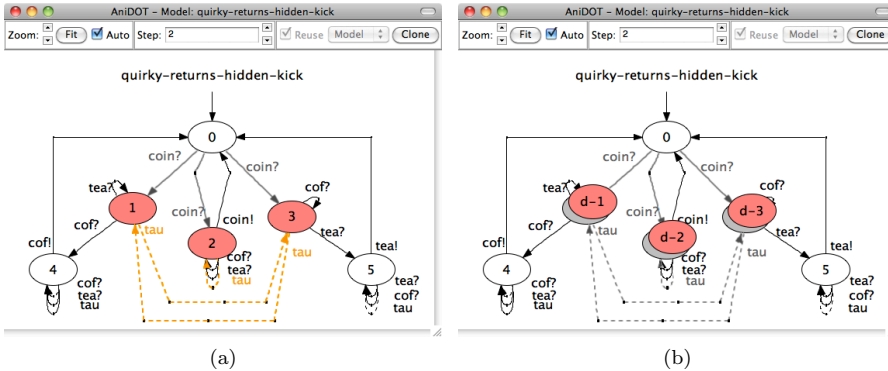 AniDOT - Model: quirky-returns-hidden-kick
Zoom: Fit Auto Step: 2 Reuse Model Clone
quirky-returns-hidden-kick
0
coin?
tea?
cof?
1
coin?
3
cof?
coin!
tea?
tau
2
tau
cof!
cof?
tea!
4
tea?
5
tau
cof?
tea?
tea?
cof?
tau
tau
(a)
AniDOT - Model: quirky-returns-hidden-kick
Zoom: Fit Auto Step: 2 Reuse Model Clone
quirky-returns-hidden-kick
0
coin?
tea?
cof?
d-1
d-3
coin?
coin!
cof?
tau
tea?
d-2
tau
cof!
cof?
tea!
4
tea?
5
tau
cof?
tea?
tea?
cof?
tau
tau
(b)